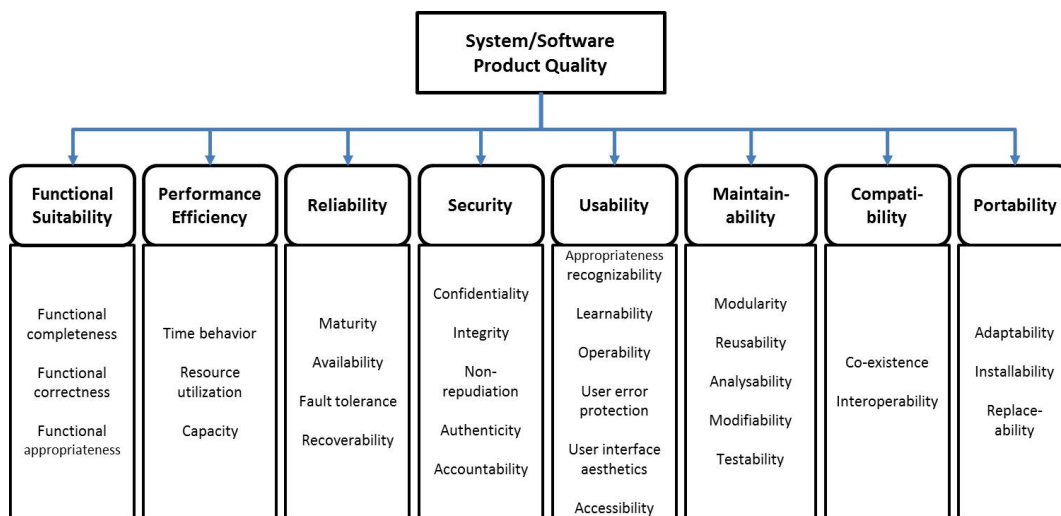 System/Software
Product Quality
Functional
Suitability
Performance
Efficiency
Reliability
Security
Usability
Maintain-
ability
Compati-
bility
Portability
Functional
completeness
Functional
correctness
Functional
appropriateness
Time behavior
Resource
utilization
Capacity
Maturity
Availability
Fault tolerance
Recoverability
Confidentiality
Integrity
Non-
repudiation
Authenticity
Accountability
Appropriateness
recognizability
Learnability
Operability
User error
protection
User interface
aesthetics
Accessibility
Modularity
Reusability
Analysability
Modifiability
Testability
Co-existence
Interoperability
Adaptability
Installability
Replace-
ability